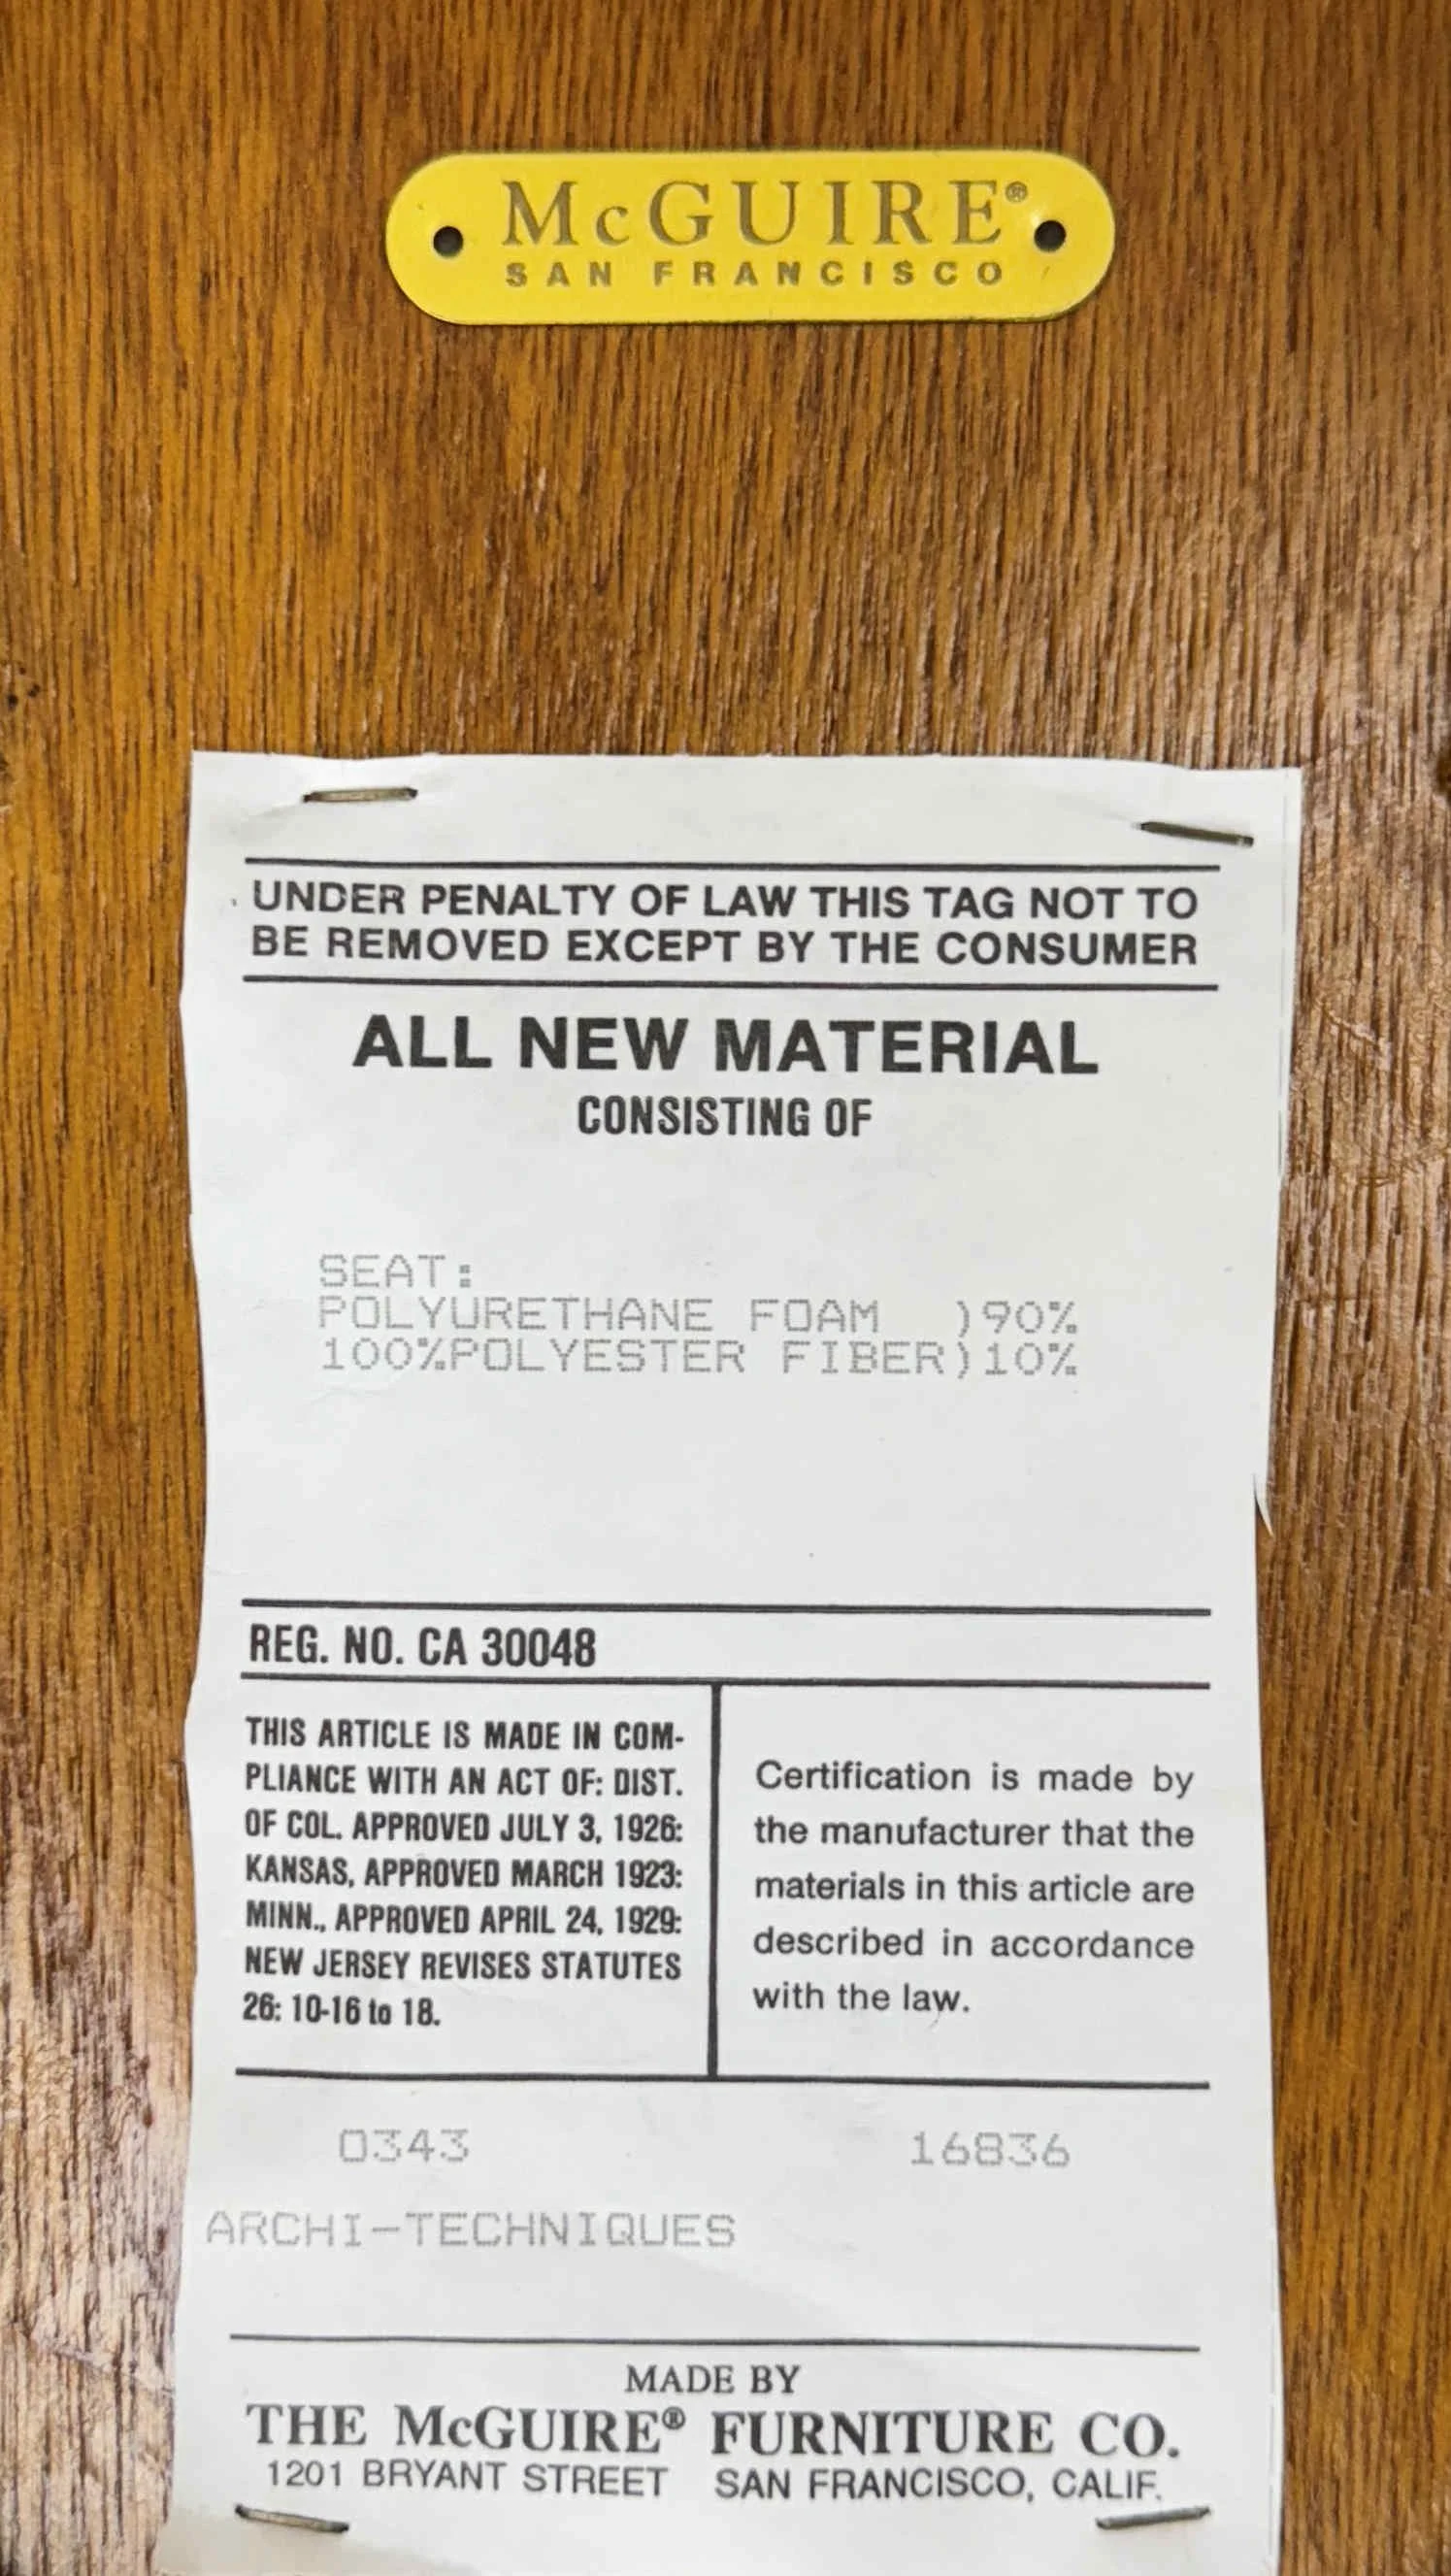 McGUIRE®
SAN FRANCISCO
UNDER PENALTY OF LAW THIS TAG NOT TO
BE REMOVED EXCEPT BY THE CONSUMER
ALL NEW MATERIAL
CONSISTING OF
SEAT:
POLYURETHANE FOAM )90%
100%POLYESTER FIBER)10%
REG. NO. CA 30048
THIS ARTICLE IS MADE IN COM-
PLIANCE WITH AN ACT OF: DIST.
OF COL. APPROVED JULY 3, 1926:
KANSAS, APPROVED MARCH 1923:
MINN., APPROVED APRIL 24, 1929:
NEW JERSEY REVISES STATUTES
26: 10-16 to 18.
Certification is made by
the manufacturer that the
materials in this article are
described in accordance
with the law.
0343 16836
ARCHI-TECHNIQUES
MADE BY
THE McGUIRE® FURNITURE CO.
1201 BRYANT STREET SAN FRANCISCO, CALIF.